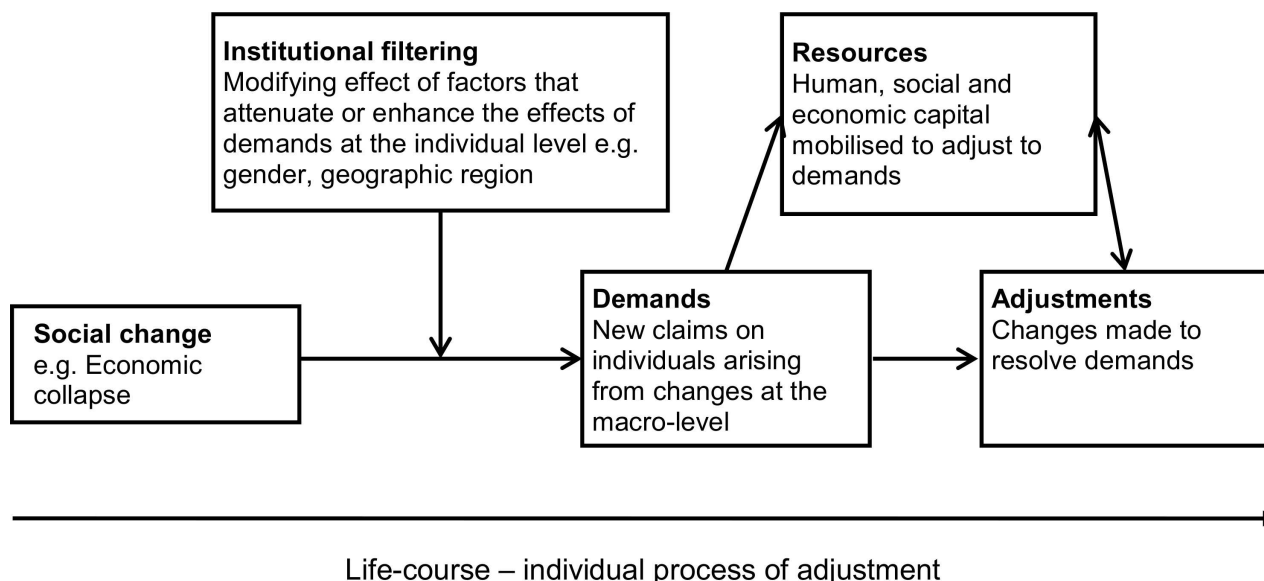 Institutional filtering
Modifying effect of factors that
attenuate or enhance the effects of
demands at the individual level e.g.
gender, geographic region
Resources
Human, social and
economic capital
mobilised to adjust to
demands
Social change
e.g. Economic
collapse
Demands
New claims on
individuals arising
from changes at the
macro-level
Adjustments
Changes made to
resolve demands
Life-course – individual process of adjustment